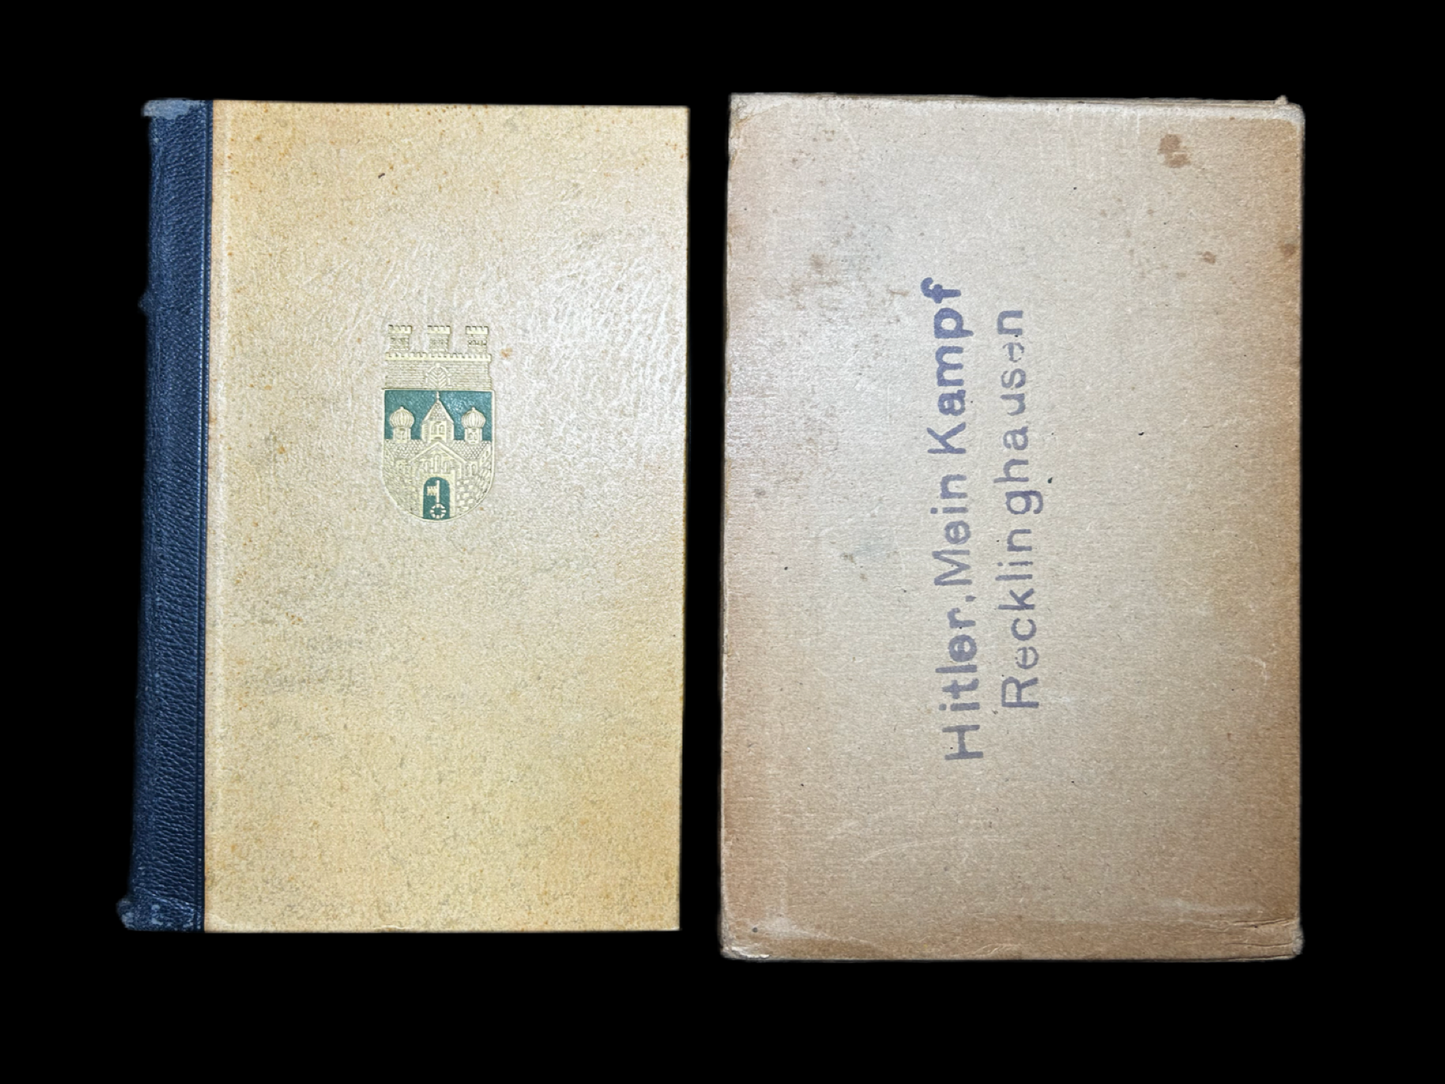 Hitler, Mein Kampf
Recklinghausen